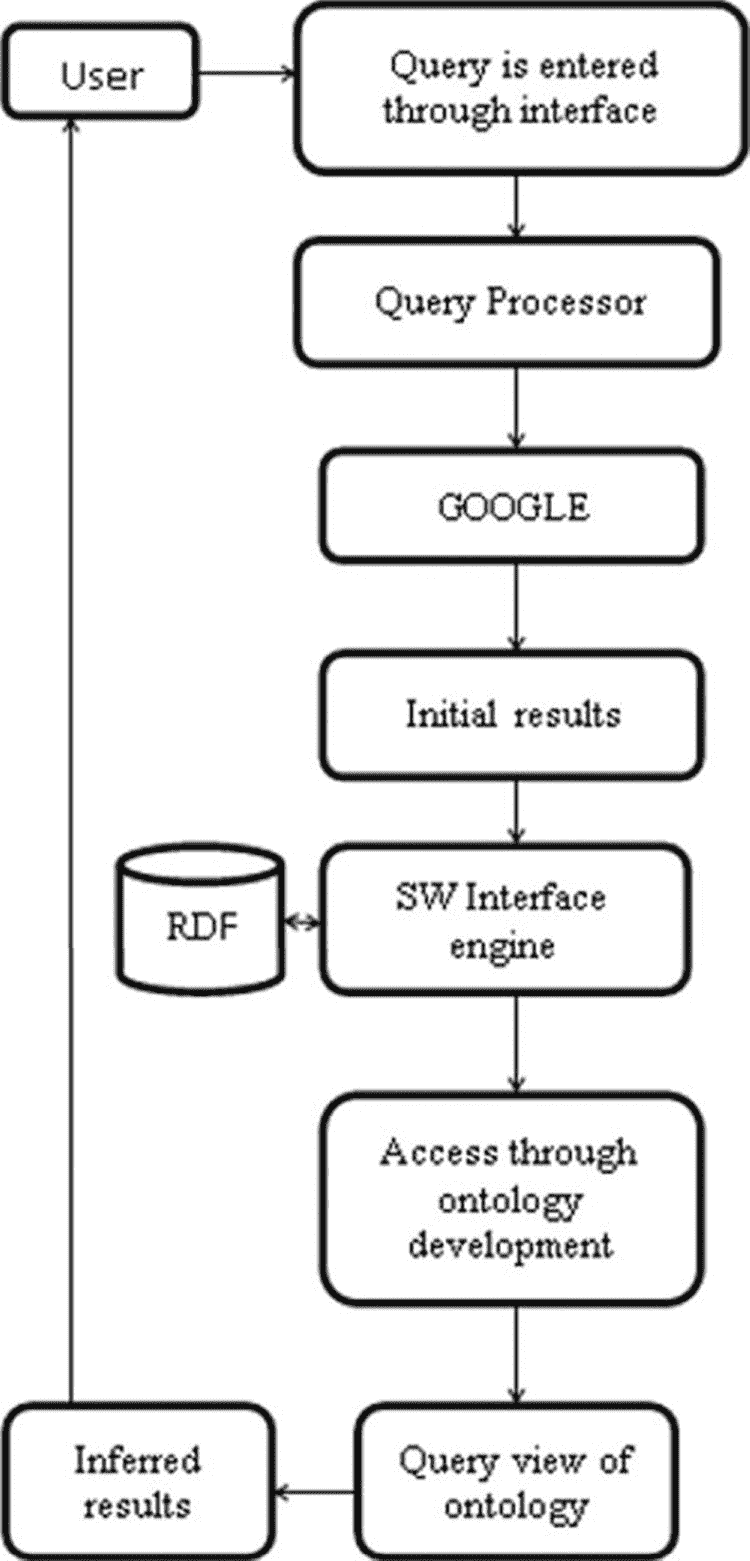 User
Query is entered
through interface
Query Processor
GOOGLE
Initial results
RDF
SW Interface
engine
Access through
ontology
development
Inferred
results
Query view of
ontology